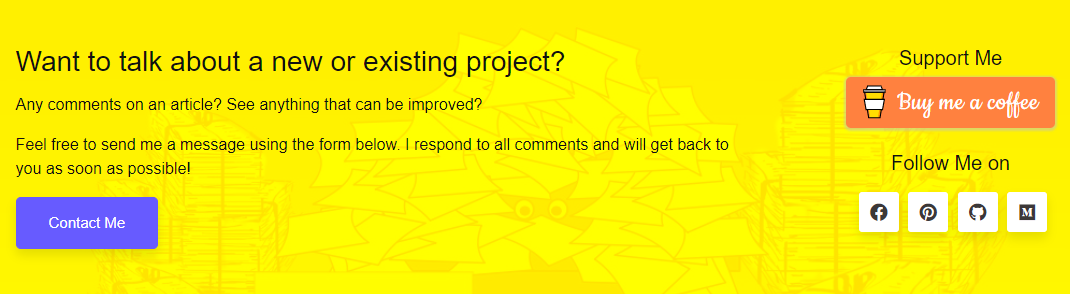 Want to talk about a new or existing project?
Any comments on an article? See anything that can be improved?
Feel free to send me a message using the form below. I respond to all comments and will get back to
you as soon as possible!
Contact Me
Support Me
Buy me a coffee
Follow Me on